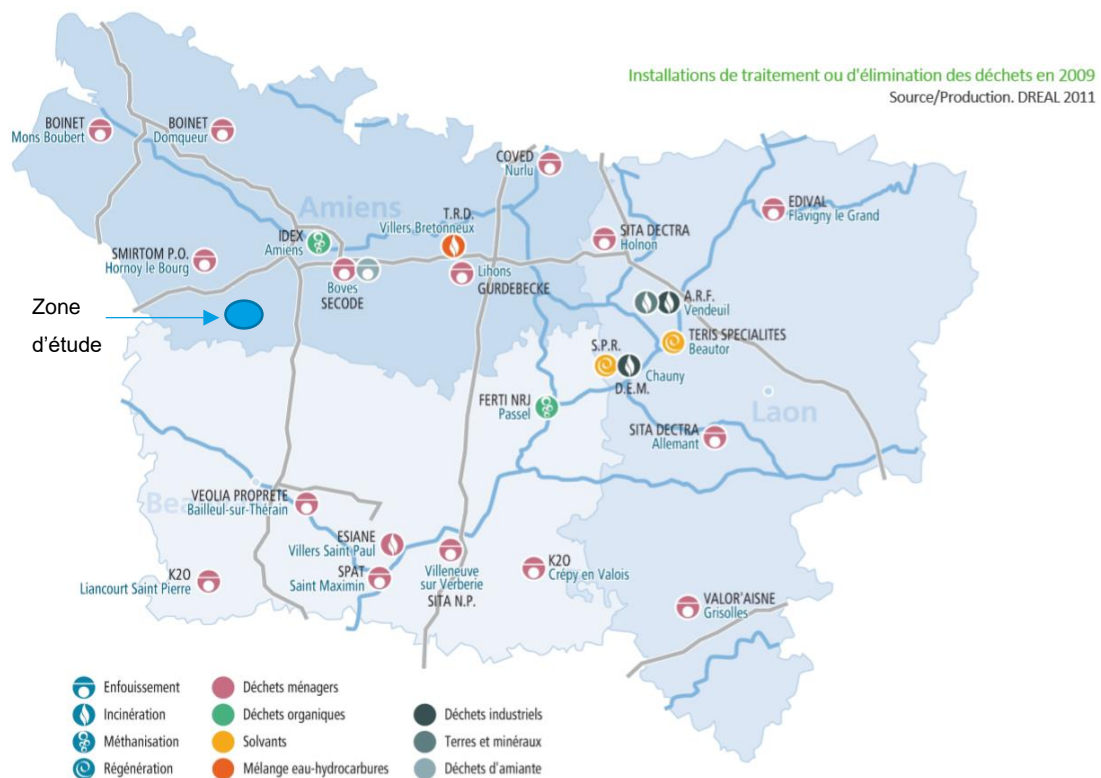 Installations de traitement ou d'élimination des déchets en 2009
Source/Production. DREAL 2011
BOINET
Mons Boubert
BOINET
Domqueur
COVED
Nurlu
EDIVAL
Flavigny le Grand
Amiens
T.R.D.
Villers Bretonneux
IDEX
Amiens
SITA DECTRA
Holnon
SMIRTOM P.O.
Hornoy le Bourg
Boves
SECODE
Lihons
GURDEBECKE
Zone
d'étude
A.R.F.
Vendeuil
TERIS SPECIALITES
Beautor
S.P.R.
Chauny
D.E.M.
FERTI NRJ
Passel
Laon
SITA DECTRA
Allemant
Bea
VEOLIA PROPRETE
Bailleul-sur-Thérain
ESIANE
Villers Saint Paul
SPAT
Saint Maximin
Villeneuve
sur Verberie
SITA N.P.
K2O
Crépy en Valois
K2O
Liancourt Saint Pierre
VALOR'AISNE
Grisolles
Enfouissement
Déchets ménagers
Incinération
Déchets organiques
Déchets industriels
Méthanisation
Solvants
Terres et minéraux
Régénération
Mélange eau-hydrocarbures
Déchets d'amiante